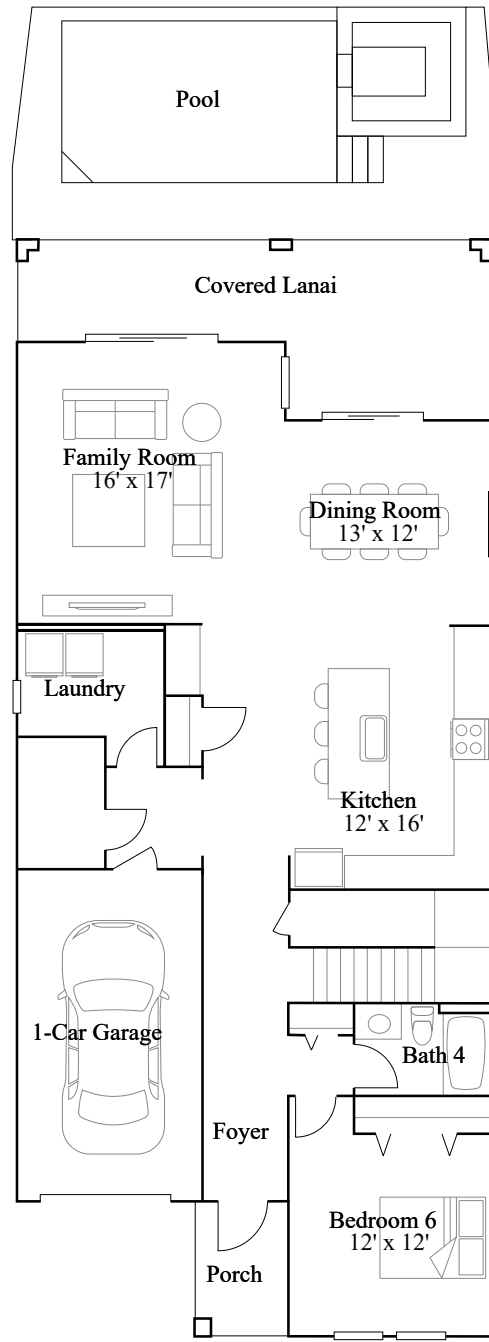 Pool
Covered Lanai
Family Room
16' x 17'
Dining Room
13' x 12'
Laundry
Kitchen
12' x 16'
1-Car Garage
Bath 4
Foyer
Bedroom 6
12' x 12'
Porch